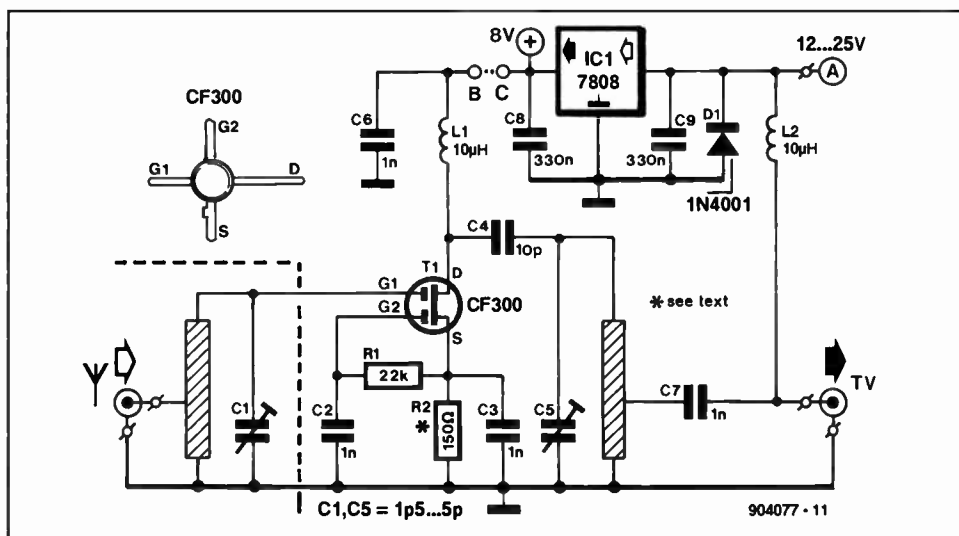 8V
12...25V
A
IC1
7808
CF300
G2
G1
D
S
B
C
C6
1n
L1
10µH
C8
330n
C9
330n
D1
1N4001
L2
10µH
C4
10p
T1
D
G1
G2
S
CF300
* see text
R1
22k
R2
*
150Ω
C1
C2
1n
C3
1n
C5
C7
1n
TV
C1,C5 = 1p5...5p
904077 - 11